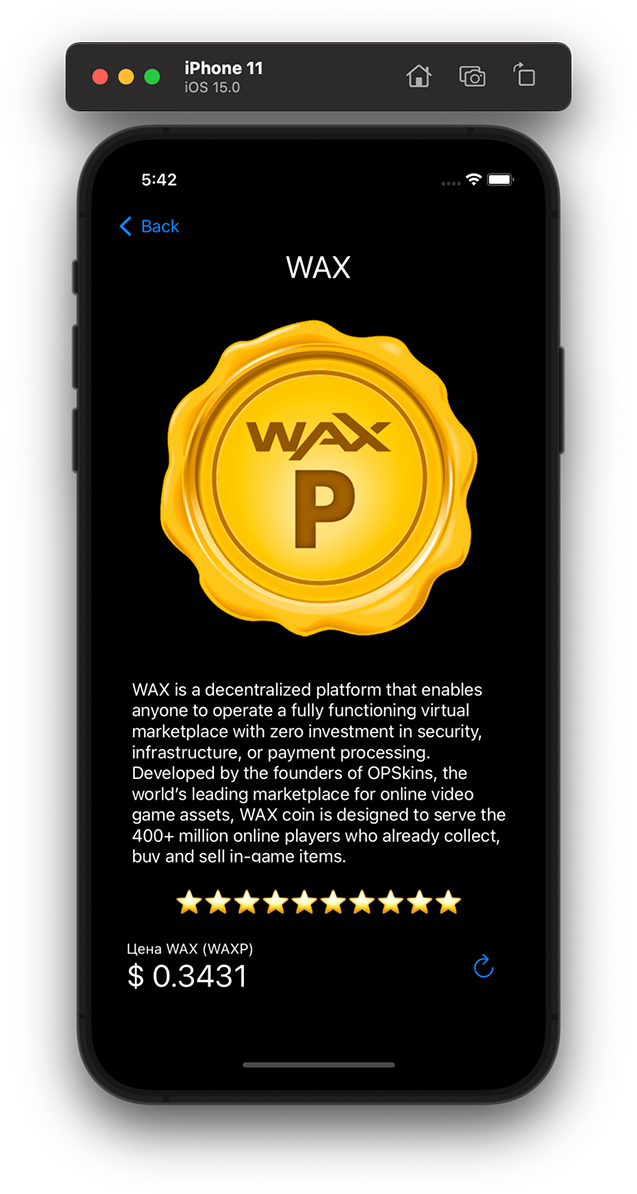 iPhone 11
iOS 15.0
5:42
Back
WAX
WAX
P
WAX is a decentralized platform that enables
anyone to operate a fully functioning virtual
marketplace with zero investment in security,
infrastructure, or payment processing.
Developed by the founders of OPSkins, the
world’s leading marketplace for online video
game assets, WAX coin is designed to serve the
400+ million online players who already collect,
buy and sell in-game items.
Цена WAX (WAXP)
$ 0.3431